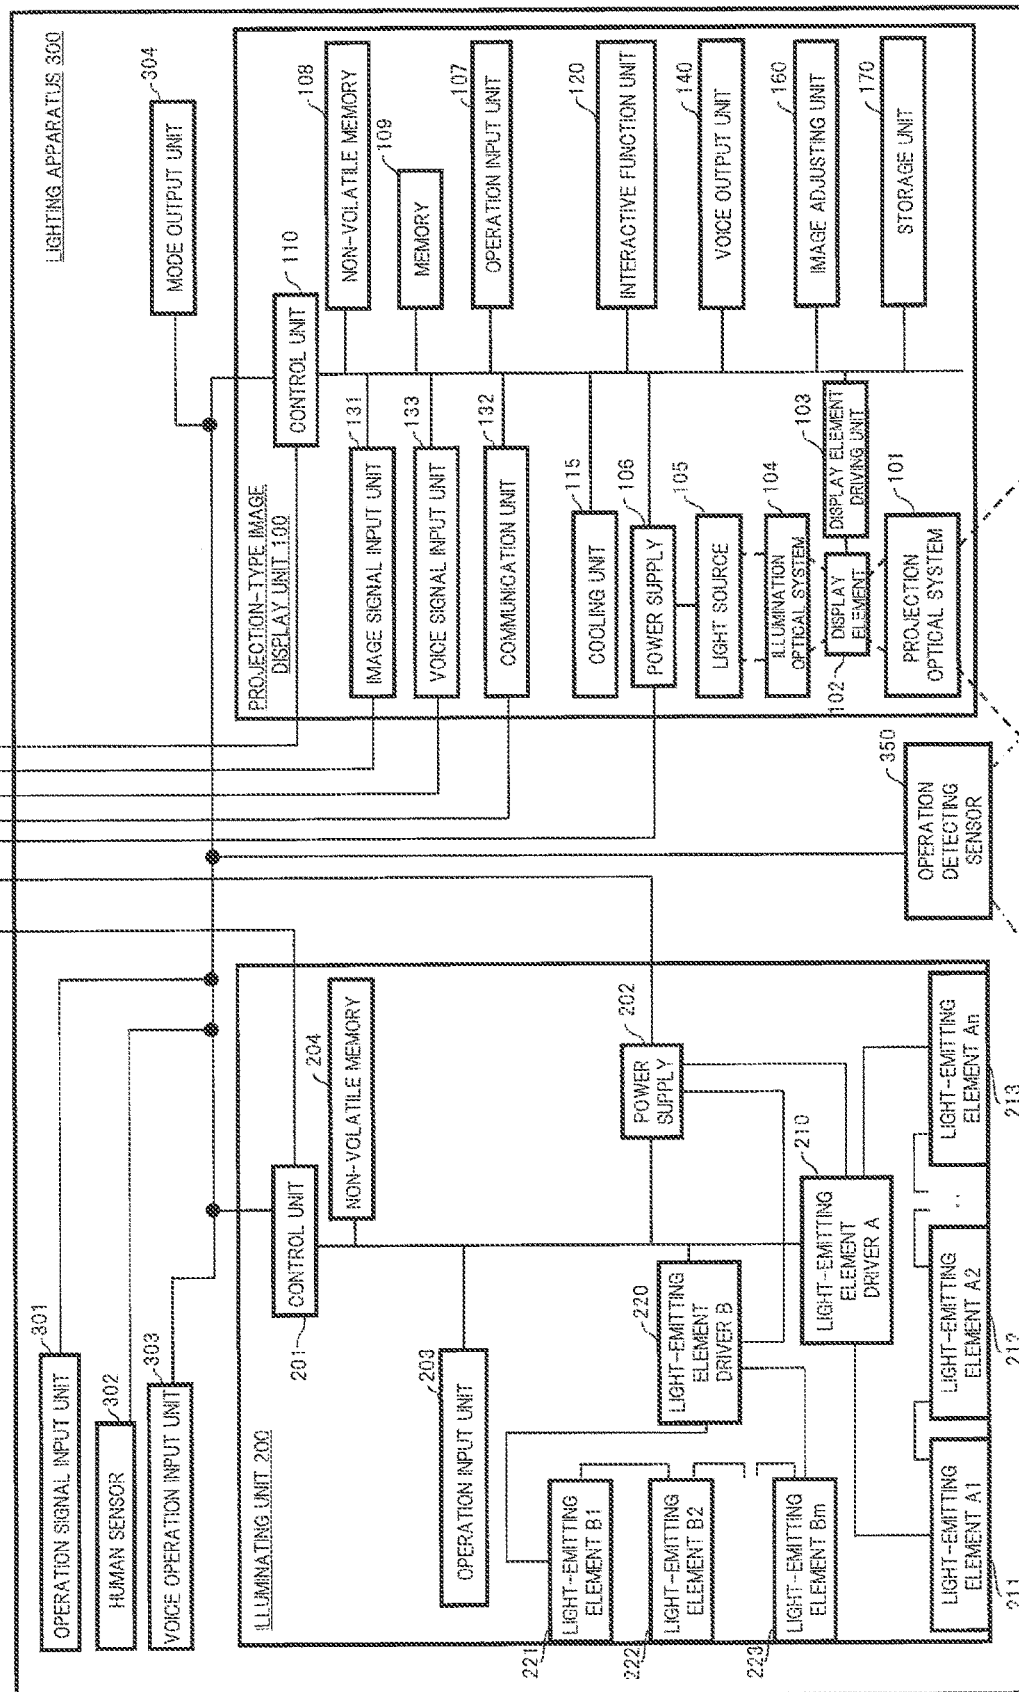 LIGHTING APPARATUS 300
OPERATION SIGNAL INPUT UNIT
301
HUMAN SENSOR
302
VOICE OPERATION INPUT UNIT
303
MODE OUTPUT UNIT
304
ILLUMINATING UNIT 200
CONTROL UNIT
201
NON-VOLATILE MEMORY
204
OPERATION INPUT UNIT
203
POWER
SUPPLY
202
LIGHT-EMITTING
ELEMENT
DRIVER B
220
LIGHT-EMITTING
ELEMENT
DRIVER A
210
LIGHT-EMITTING
ELEMENT B1
221
LIGHT-EMITTING
ELEMENT B2
222
LIGHT-EMITTING
ELEMENT Bm
223
LIGHT-EMITTING
ELEMENT A1
211
LIGHT-EMITTING
ELEMENT A2
212
LIGHT-EMITTING
ELEMENT An
213
OPERATION
DETECTING
SENSOR
350
PROJECTION-TYPE IMAGE
DISPLAY UNIT 100
CONTROL UNIT
110
IMAGE SIGNAL INPUT UNIT
131
VOICE SIGNAL INPUT UNIT
133
COMMUNICATION UNIT
132
COOLING UNIT
115
POWER SUPPLY
106
LIGHT SOURCE
105
ILLUMINATION
OPTICAL SYSTEM
104
DISPLAY
ELEMENT
102
DISPLAY ELEMENT
DRIVING UNIT
103
PROJECTION
OPTICAL SYSTEM
101
NON-VOLATILE MEMORY
108
MEMORY
109
OPERATION INPUT UNIT
107
INTERACTIVE FUNCTION UNIT
120
VOICE OUTPUT UNIT
140
IMAGE ADJUSTING UNIT
160
STORAGE UNIT
170